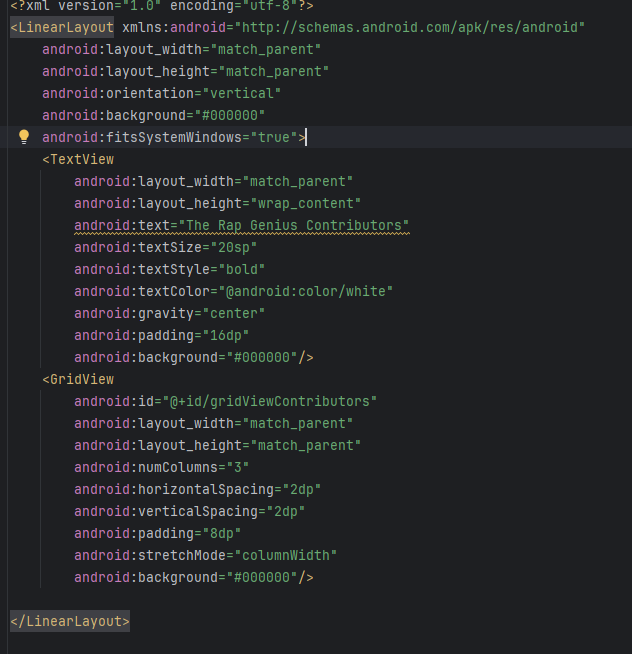 <?xml version="1.0" encoding="utf-8"?>
<LinearLayout xmlns:android="http://schemas.android.com/apk/res/android"
    android:layout_width="match_parent"
    android:layout_height="match_parent"
    android:orientation="vertical"
    android:background="#000000"
    android:fitsSystemWindows="true">
    <TextView
        android:layout_width="match_parent"
        android:layout_height="wrap_content"
        android:text="The Rap Genius Contributors"
        android:textSize="20sp"
        android:textStyle="bold"
        android:textColor="@android:color/white"
        android:gravity="center"
        android:padding="16dp"
        android:background="#000000"/>
    <GridView
        android:id="@+id/gridViewContributors"
        android:layout_width="match_parent"
        android:layout_height="match_parent"
        android:numColumns="3"
        android:horizontalSpacing="2dp"
        android:verticalSpacing="2dp"
        android:padding="8dp"
        android:stretchMode="columnWidth"
        android:background="#000000"/>

</LinearLayout>